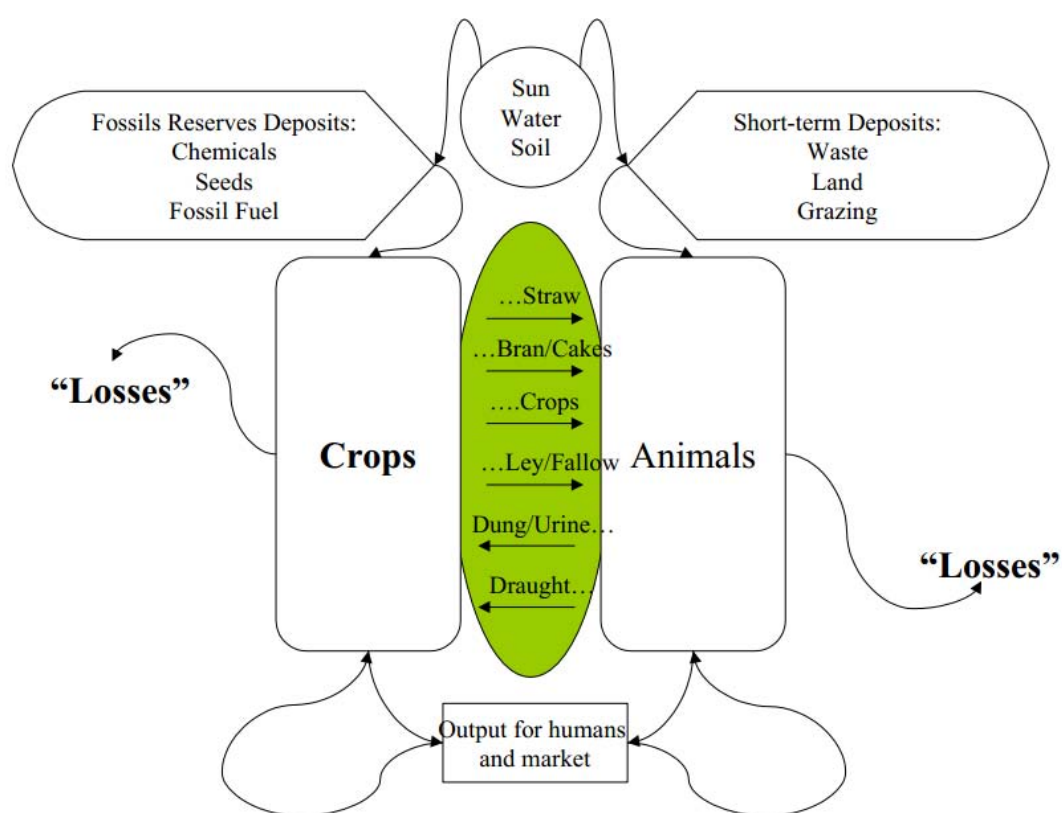 Sun
Water
Soil
Fossils Reserves Deposits:
Chemicals
Seeds
Fossil Fuel
Short-term Deposits:
Waste
Land
Grazing
…Straw
…Bran/Cakes
….Crops
…Ley/Fallow
Dung/Urine…
Draught…
“Losses”
Crops
Animals
“Losses”
Output for humans
and market